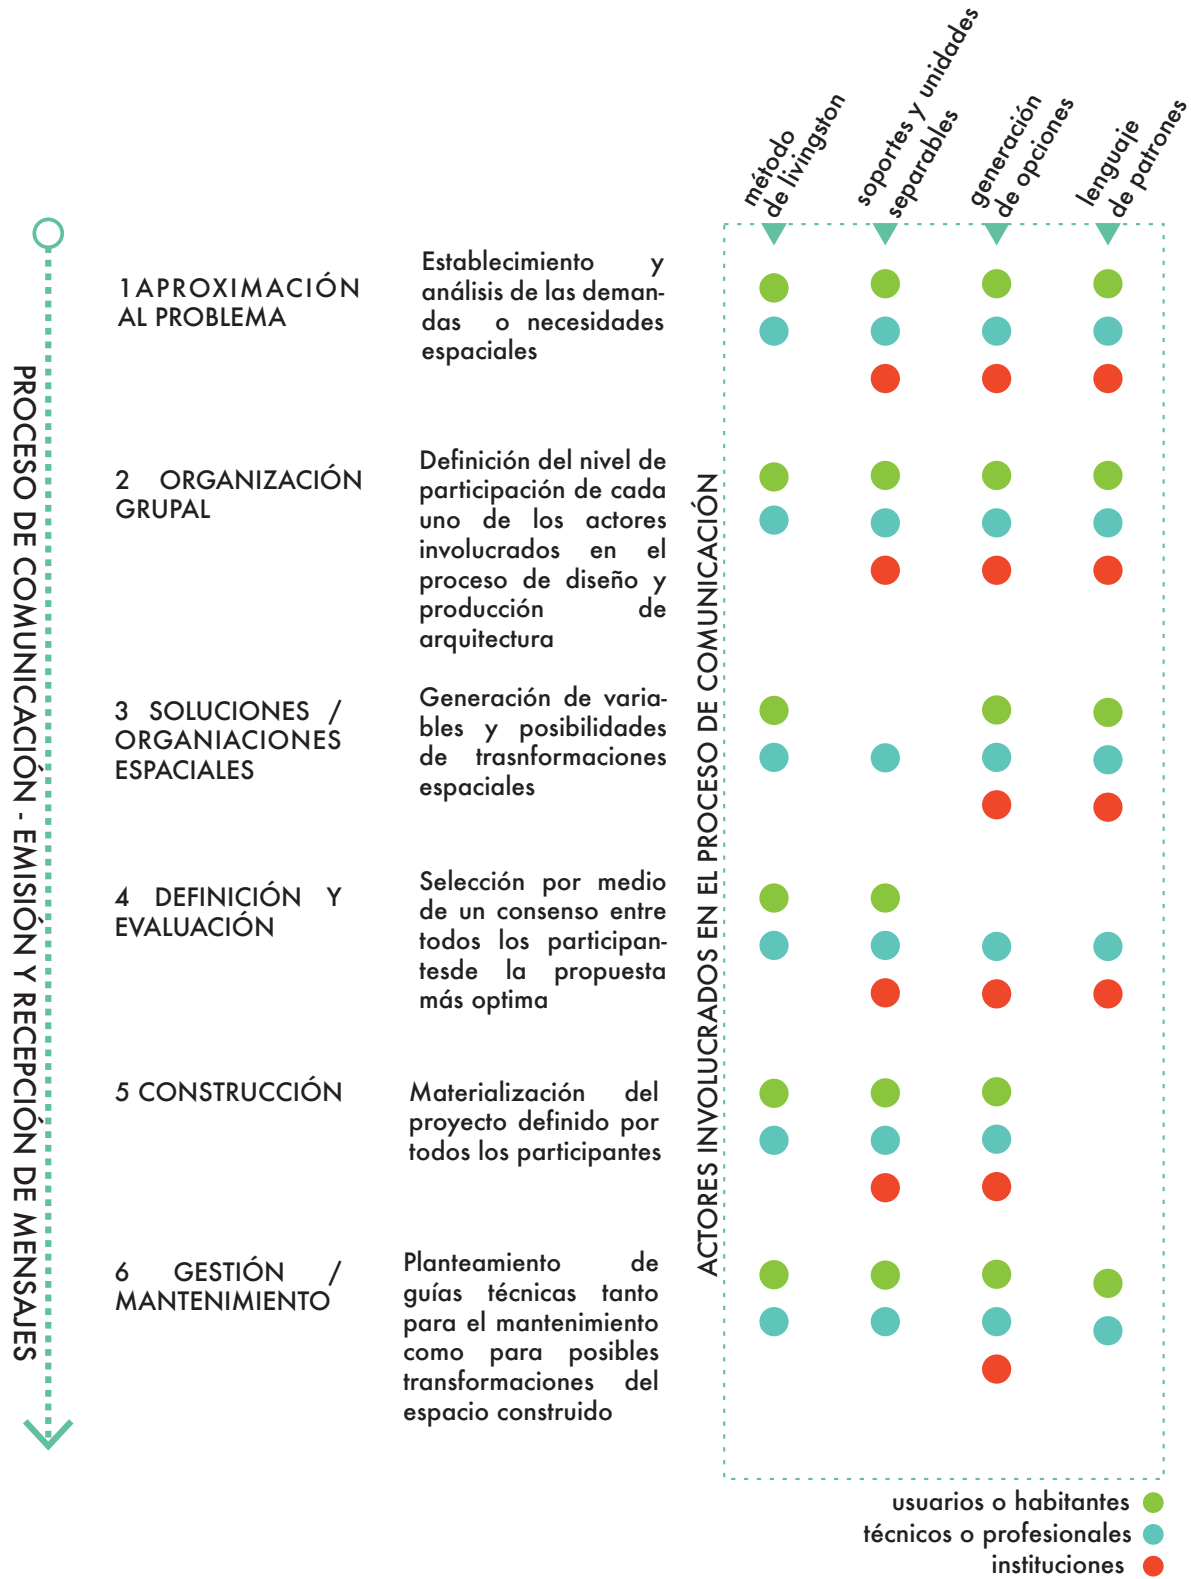 método
de livingston
soportes y unidades
separables
generación
de opciones
lenguaje
de patrones
PROCESO DE COMUNICACIÓN - EMISIÓN Y RECEPCIÓN DE MENSAJES
1APROXIMACIÓN
AL PROBLEMA
Establecimiento y
análisis de las deman-
das o necesidades
espaciales
2 ORGANIZACIÓN
GRUPAL
Definición del nivel de
participación de cada
uno de los actores
involucrados en el
proceso de diseño y
producción de
arquitectura
3 SOLUCIONES /
ORGANIACIONES
ESPACIALES
Generación de varia-
bles y posibilidades
de trasnformaciones
espaciales
4 DEFINICIÓN Y
EVALUACIÓN
Selección por medio
de un consenso entre
todos los participan-
tesde la propuesta
más optima
5 CONSTRUCCIÓN
Materialización del
proyecto definido por
todos los participantes
6 GESTIÓN /
MANTENIMIENTO
Planteamiento de
guías técnicas tanto
para el mantenimiento
como para posibles
transformaciones del
espacio construido
ACTORES INVOLUCRADOS EN EL PROCESO DE COMUNICACIÓN
usuarios o habitantes
técnicos o profesionales
instituciones